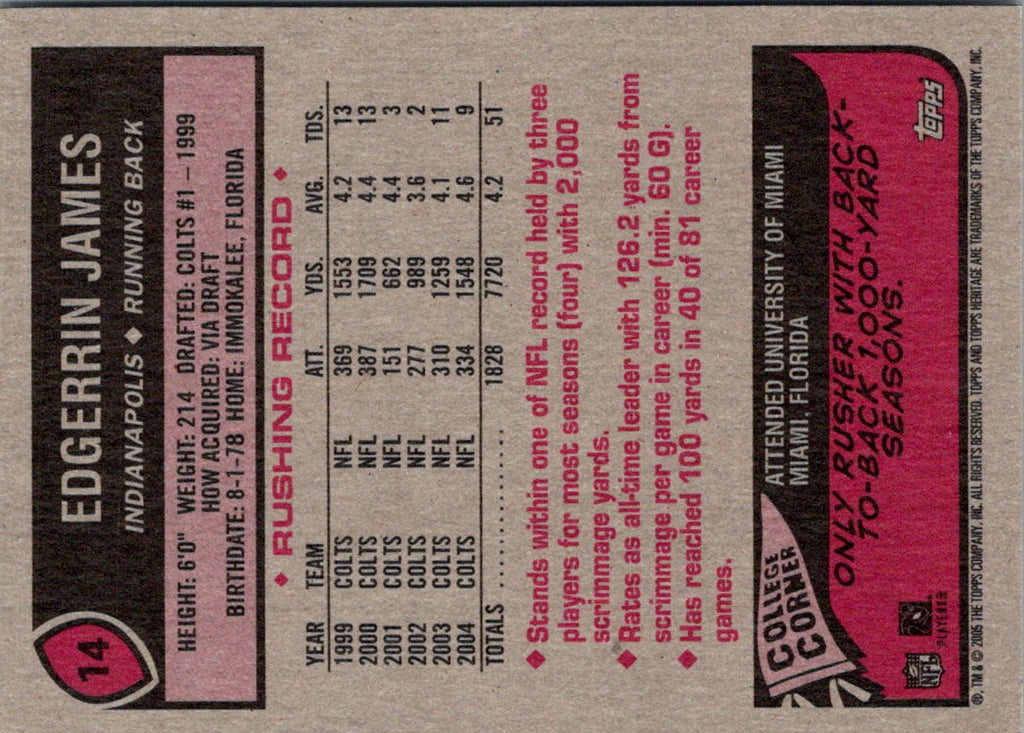 14
EDGERRIN JAMES
INDIANAPOLIS ◆ RUNNING BACK
HEIGHT: 6'0" WEIGHT: 214 DRAFTED: COLTS #1 – 1999
HOW ACQUIRED: VIA DRAFT
BIRTHDATE: 8-1-78 HOME: IMMOKALEE, FLORIDA
◆ RUSHING RECORD ◆
YEAR TEAM ATT. YDS. AVG. TDS.
1999 COLTS NFL 369 1553 4.2 13
2000 COLTS NFL 387 1709 4.4 13
2001 COLTS NFL 151 662 4.4 3
2002 COLTS NFL 277 989 3.6 2
2003 COLTS NFL 310 1259 4.1 11
2004 COLTS NFL 334 1548 4.6 9
TOTALS .................... 1828 7720 4.2 51
◆ Stands within one of NFL record held by three
players for most seasons (four) with 2,000
scrimmage yards.
◆ Rates as all-time leader with 126.2 yards from
scrimmage per game in career (min. 60 G).
◆ Has reached 100 yards in 40 of 81 career
games.
COLLEGE
CORNER
ATTENDED UNIVERSITY OF MIAMI
MIAMI, FLORIDA
ONLY RUSHER WITH BACK-
TO-BACK 1,000-YARD
SEASONS.
NFL
PLAYERS
topps
®, TM & © 2005 THE TOPPS COMPANY, INC. ALL RIGHTS RESERVED. TOPPS AND TOPPS HERITAGE ARE TRADEMARKS OF THE TOPPS COMPANY, INC.